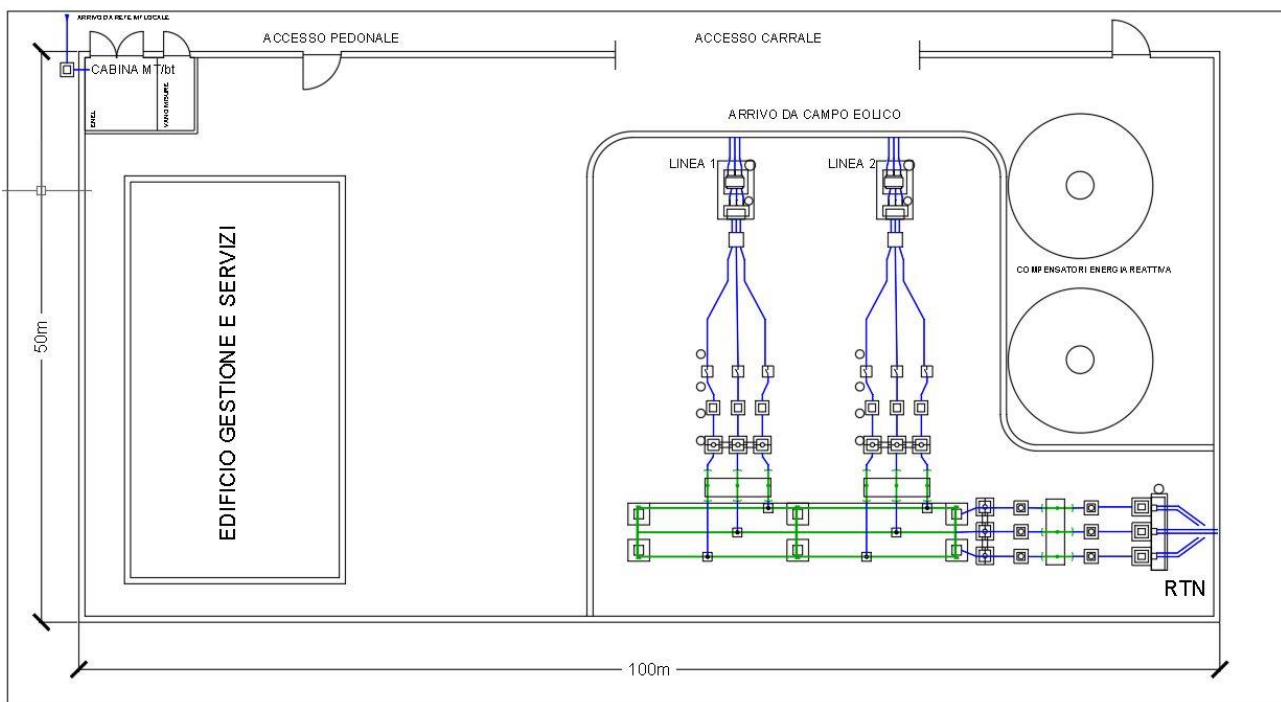 ARRIVO DA RETE MT LOCALE
ACCESSO PEDONALE
ACCESSO CARRALE
CABINA MT/bt
ENEL
VANO MISURE
ARRIVO DA CAMPO EOLICO
LINEA 1
LINEA 2
EDIFICIO GESTIONE E SERVIZI
COMPENSATORI ENERGIA REATTIVA
50m
RTN
100m